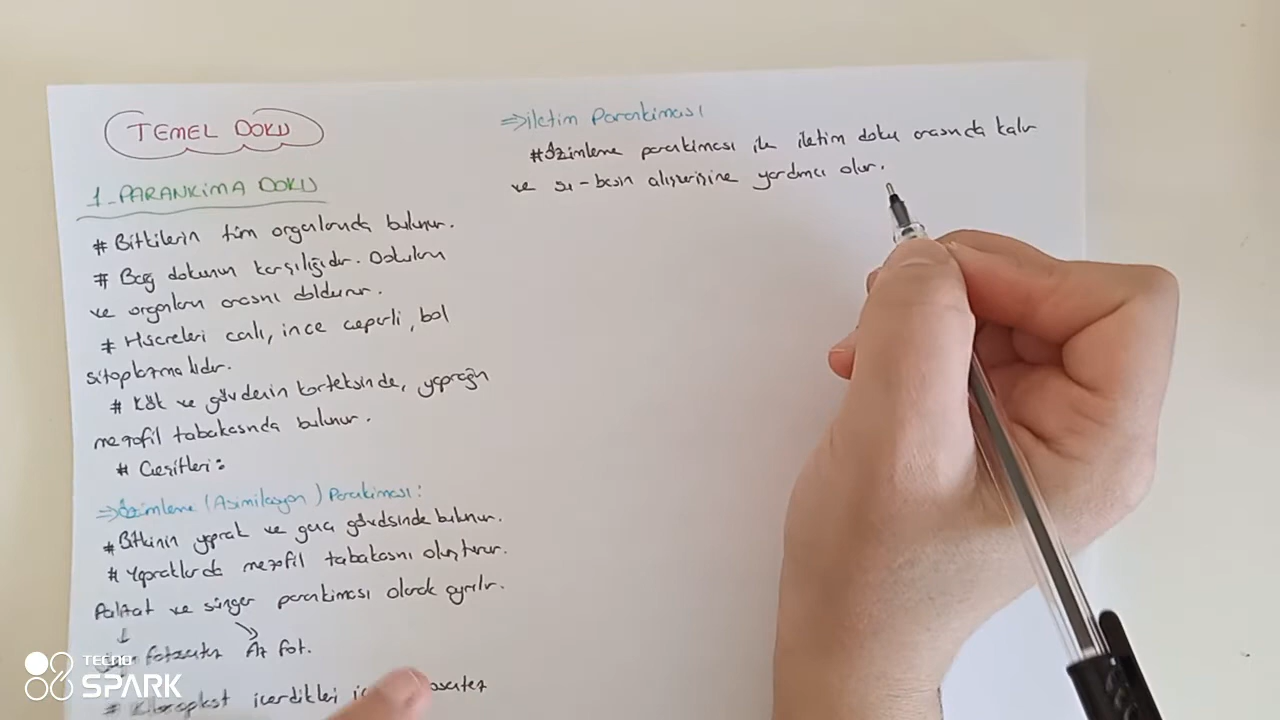 TEMEL DOKU
1-PARANKİMA DOKU
# Bitkilerin tüm organlarında bulunur.
# Bağ dokunun karşılığıdır. Dokuların
ve organların arasını doldurur.
# Hücreleri canlı, ince çeperli, bol
sitoplazmalıdır.
# Kök ve gövdenin korteksinde, yaprağın
mezofil tabakasında bulunur.
# Çeşitleri:
⇒Özümleme (Asimilasyon) Parankiması:
# Bitkinin yaprak ve genç gövdesinde bulunur.
# Yapraklarda mezofil tabakasını oluşturur.
Palizat ve sünger parankiması olarak ayrılır.
fotosentez Az fot.
# Kloroplast içerdikleri
⇒İletim Parankiması
#Özümleme parankiması ile iletim doku arasında kalır
ve su-besin alışverişine yardımcı olur.
TECNO
SPARK